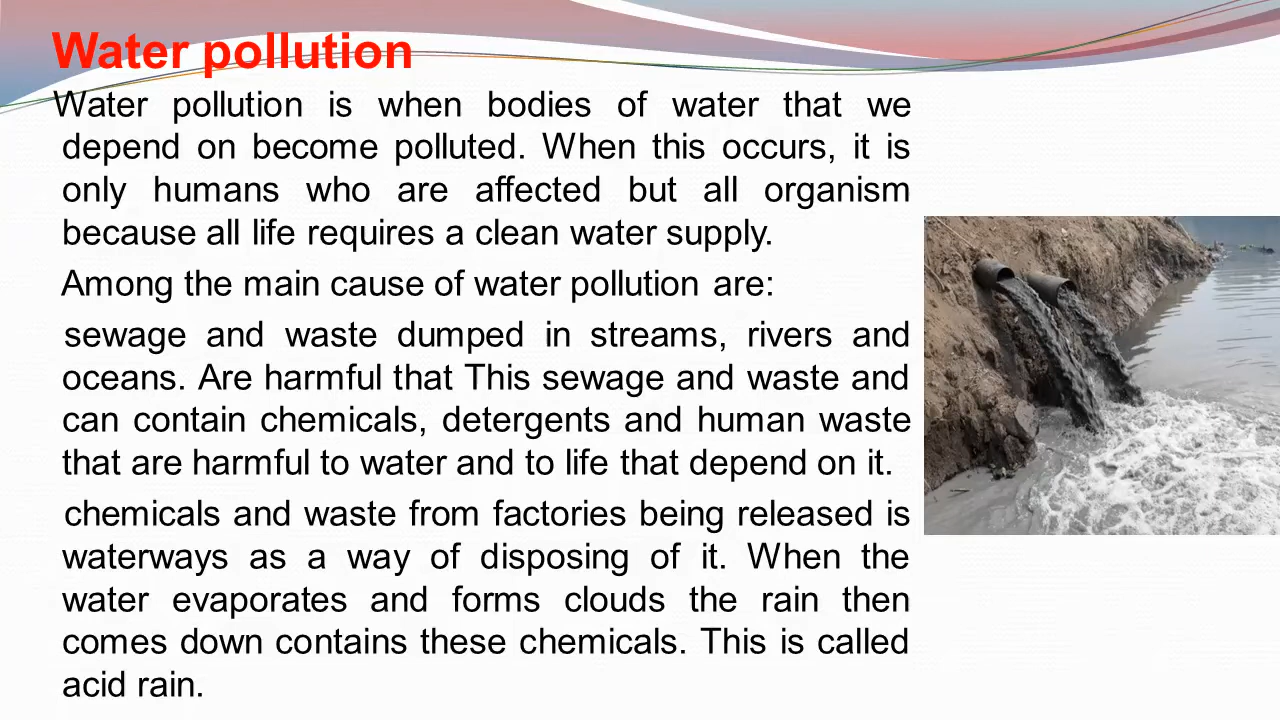 Water pollution
Water pollution is when bodies of water that we
depend on become polluted. When this occurs, it is
only humans who are affected but all organism
because all life requires a clean water supply.
Among the main cause of water pollution are:
sewage and waste dumped in streams, rivers and
oceans. Are harmful that This sewage and waste and
can contain chemicals, detergents and human waste
that are harmful to water and to life that depend on it.
chemicals and waste from factories being released is
waterways as a way of disposing of it. When the
water evaporates and forms clouds the rain then
comes down contains these chemicals. This is called
acid rain.